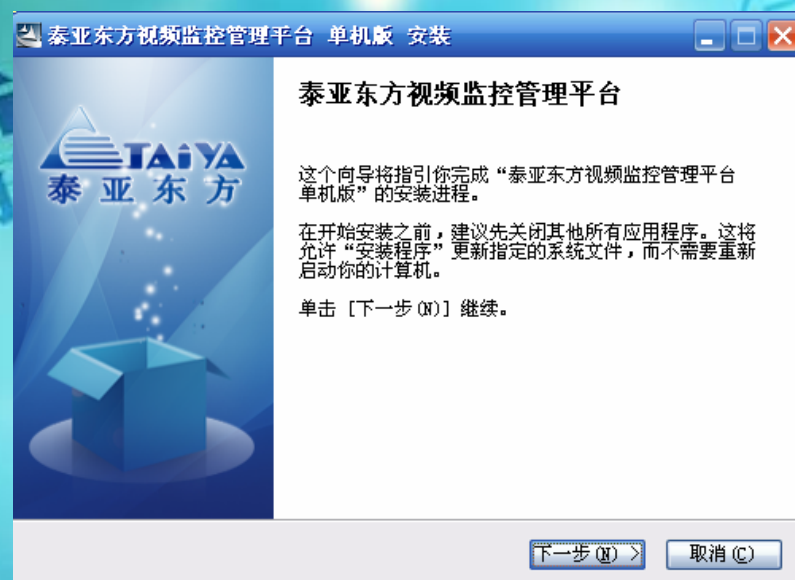 泰亚东方视频监控管理平台 单机版 安装
TAiYA
泰亚东方
泰亚东方视频监控管理平台
这个向导将指引你完成“泰亚东方视频监控管理平台
单机版”的安装进程。
在开始安装之前，建议先关闭其他所有应用程序。这将
允许“安装程序”更新指定的系统文件，而不需要重新
启动你的计算机。
单击 [下一步(N)] 继续。
下一步(N) >
取消(C)